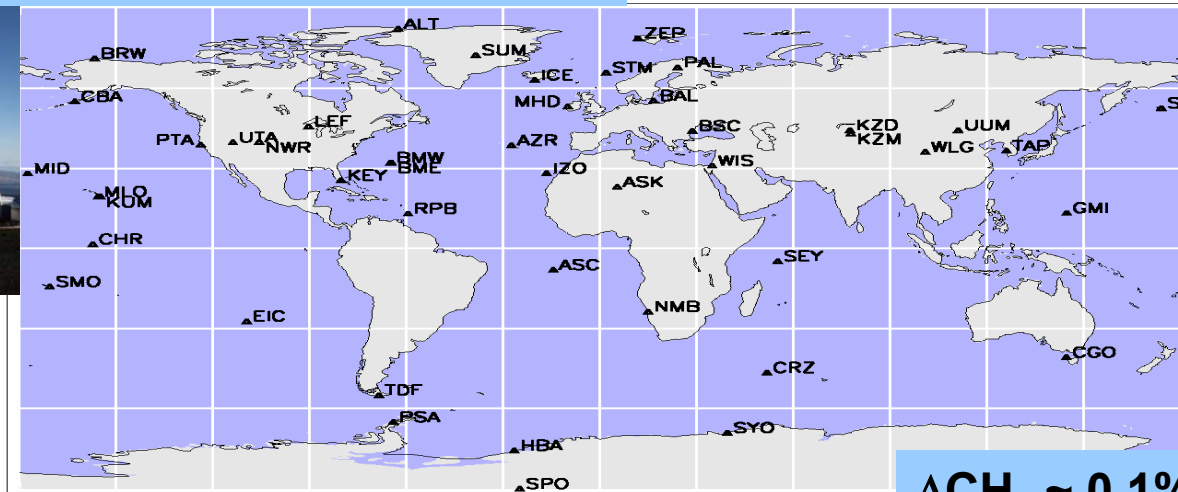 ALT
ZEP
BRW
SUM
PAL
STM
ICE
CBA
MHD
BAL
LEF
BSC
KZD
UUM
PTA
UTA
NWR
AZR
KZM
WLG
TAP
BMW
BME
WIS
MID
KEY
IZO
ASK
MLO
KUM
RPB
GMI
CHR
ASC
SEY
SMO
EIC
NMB
CGO
CRZ
TDF
PSA
SYO
HBA
SPO